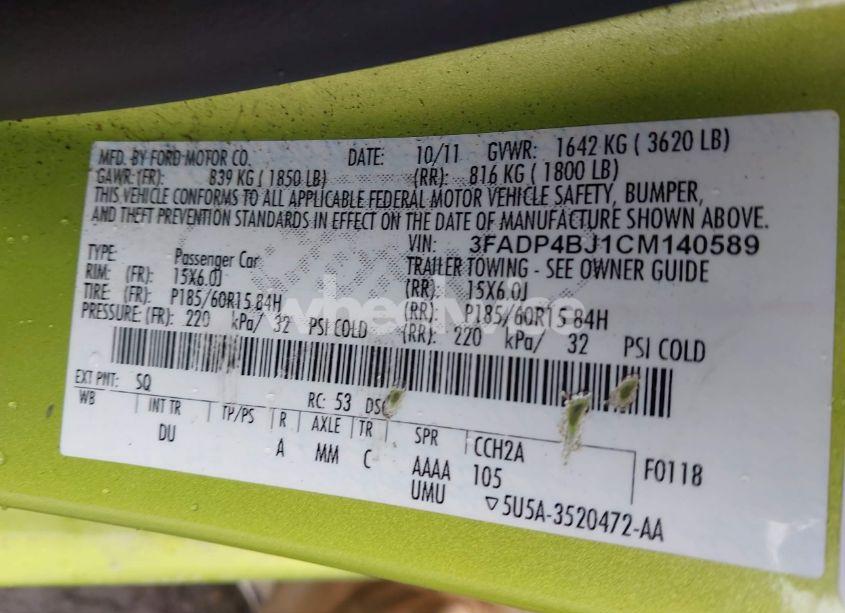 MFD. BY FORD MOTOR CO. DATE: 10/11 GVWR: 1642 KG ( 3620 LB)
GAWR: (FR): 839 KG ( 1850 LB) (RR): 816 KG ( 1800 LB)
THIS VEHICLE CONFORMS TO ALL APPLICABLE FEDERAL MOTOR VEHICLE SAFETY, BUMPER,
AND THEFT PREVENTION STANDARDS IN EFFECT ON THE DATE OF MANUFACTURE SHOWN ABOVE.
VIN: 3FADP4BJ1CM140589
TYPE: Passenger Car TRAILER TOWING - SEE OWNER GUIDE
RIM: (FR): 15X6.0J (RR): 15X6.0J
TIRE: (FR): P185/60R15 84H (RR): P185/60R15 84H
PRESSURE: (FR): 220 kPa/ 32 PSI COLD (RR): 220 kPa/ 32 PSI COLD
wheelwise
EXT PNT: SQ RC: 53
WB INT TR TP/PS R AXLE TR SPR CCH2A
DU A MM C AAAA 105 F0118
UMU ▽5U5A-3520472-AA